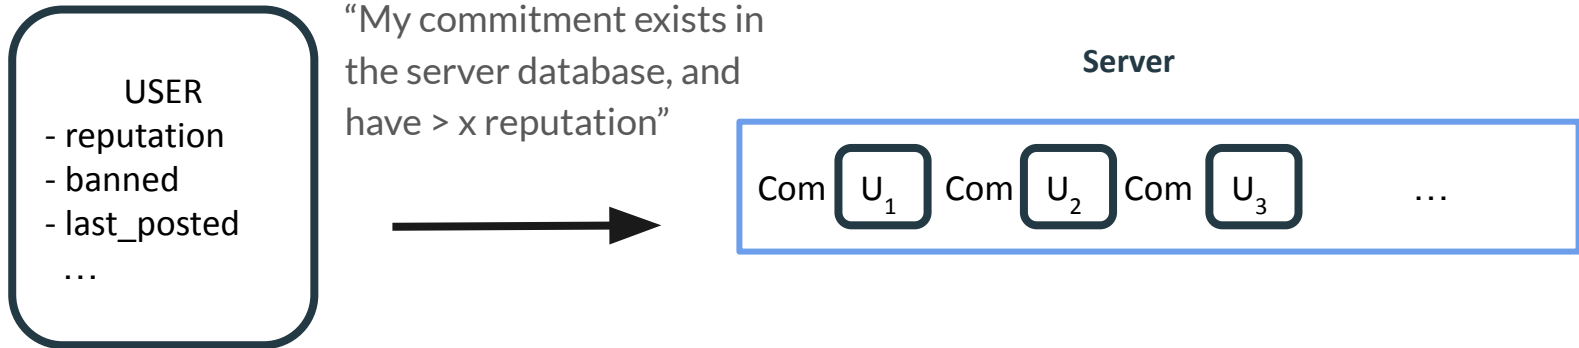 USER
- reputation
- banned
- last_posted
...
“My commitment exists in
the server database, and
have > x reputation”
Server
Com U₁ Com U₂ Com U₃ ...